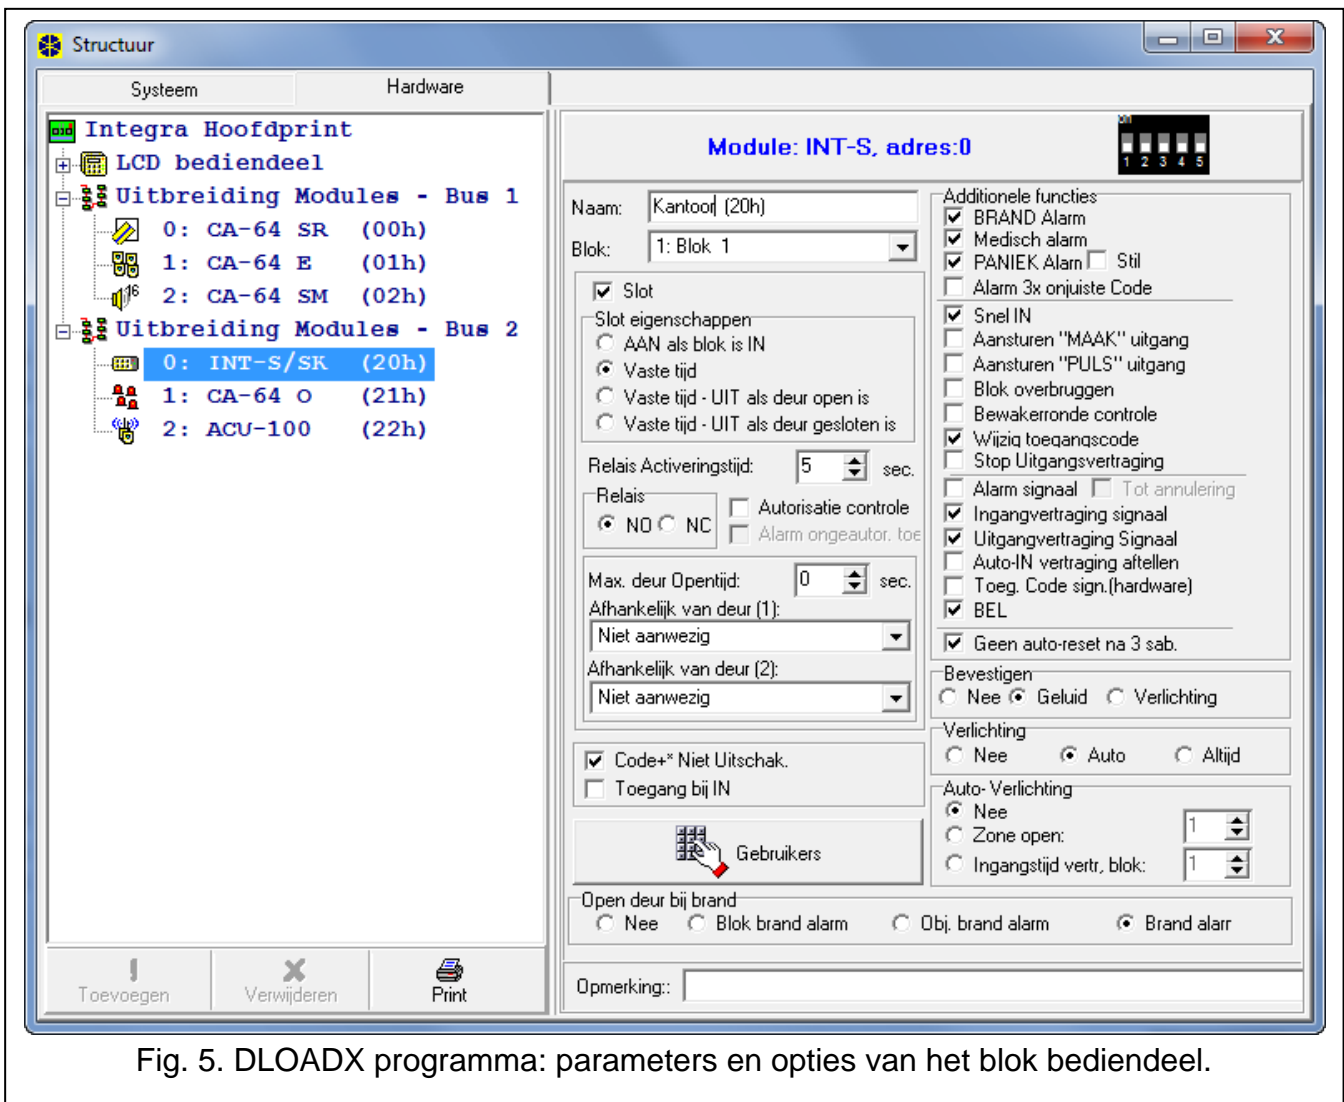 Structuur
Systeem
Hardware
Integra Hoofdprint
LCD bediendeel
Uitbreiding Modules - Bus 1
0: CA-64 SR (00h)
1: CA-64 E (01h)
16
2: CA-64 SM (02h)
Uitbreiding Modules - Bus 2
0: INT-S/SK (20h)
1: CA-64 O (21h)
2: ACU-100 (22h)
Toevoegen
Verwijderen
Print
Module: INT-S, adres:0
on
1 2 3 4 5
Naam: Kantoor (20h)
Blok: 1: Blok 1
Slot
Slot eigenschappen
AAN als blok is IN
Vaste tijd
Vaste tijd - UIT als deur open is
Vaste tijd - UIT als deur gesloten is
Relais Activeringstijd: 5 sec.
Relais
NO NC
Autorisatie controle
Alarm ongeautor. toe
Max. deur Opentijd: 0 sec.
Afhankelijk van deur (1):
Niet aanwezig
Afhankelijk van deur (2):
Niet aanwezig
Code+* Niet Uitschak.
Toegang bij IN
Gebruikers
Additionele functies
BRAND Alarm
Medisch alarm
PANIEK Alarn Stil
Alarm 3x onjuiste Code
Snel IN
Aansturen "MAAK" uitgang
Aansturen "PULS" uitgang
Blok overbruggen
Bewakerronde controle
Wijzig toegangscode
Stop Uitgangsvertraging
Alarm signaal Tot annulering
Ingangvertraging signaal
Uitgangvertraging Signaal
Auto-IN vertraging aftellen
Toeg. Code sign.(hardware)
BEL
Geen auto-reset na 3 sab.
Bevestigen
Nee Geluid Verlichting
Verlichting
Nee Auto Altijd
Auto- Verlichting
Nee
Zone open: 1
Ingangstijd vertr, blok: 1
Open deur bij brand
Nee Blok brand alarm Obj. brand alarm Brand alarr
Opmerking::
Fig. 5. DLOADX programma: parameters en opties van het blok bediendeel.